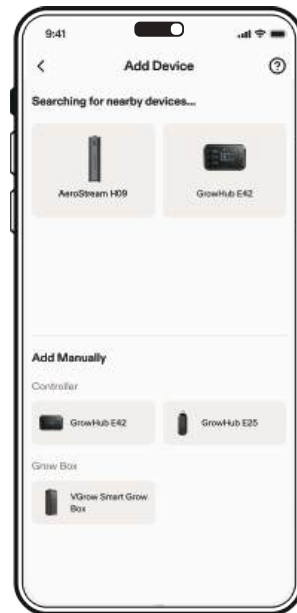 9:41
Add Device
Searching for nearby devices...
AeroStream H09
GrowHub E42
Add Manually
Controller
GrowHub E42
GrowHub E25
Grow Box
VGrow Smart Grow
Box